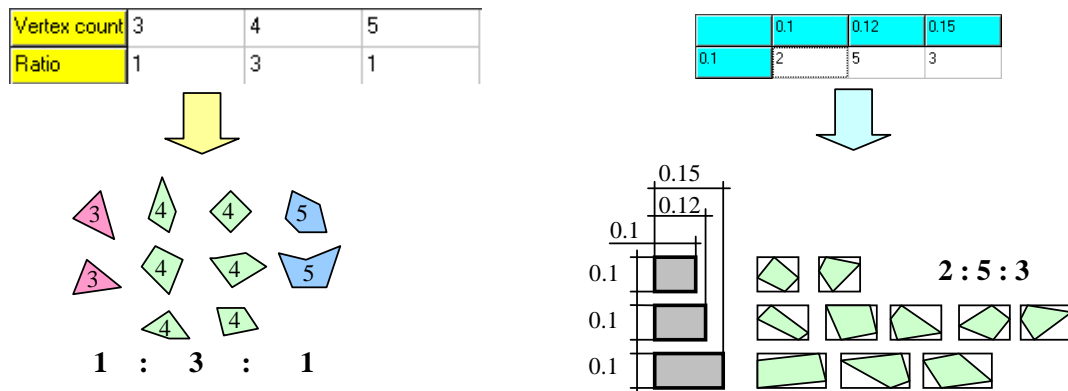 Vertex count 3 4 5
Ratio 1 3 1
3 4 4 5
3 4 4 5
4 4
1 : 3 : 1
0.1 0.12 0.15
0.1 2 5 3
0.15
0.12
0.1
0.1
2 : 5 : 3
0.1
0.1